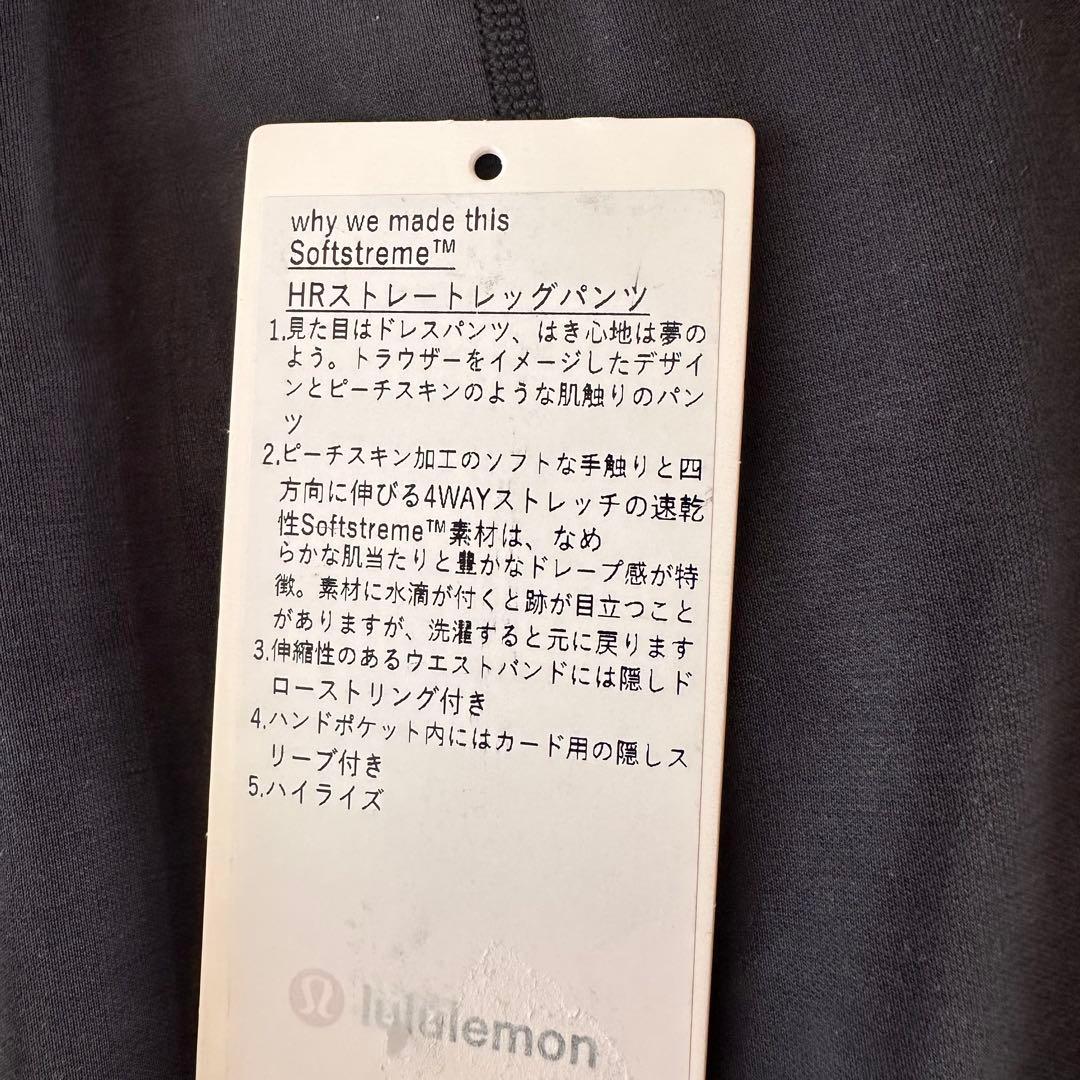 why we made this
Softstreme™
HRストレートレッグパンツ
1.見た目はドレスパンツ、はき心地は夢の
よう。トラウザーをイメージしたデザイ
ンとピーチスキンのような肌触りのパン
ツ
2.ピーチスキン加工のソフトな手触りと四
方向に伸びる4WAYストレッチの速乾
性Softstreme™素材は、なめ
らかな肌当たりと豊かなドレープ感が特
徴。素材に水滴が付くと跡が目立つこと
がありますが、洗濯すると元に戻ります
3.伸縮性のあるウエストバンドには隠しド
ローストリング付き
4.ハンドポケット内にはカード用の隠しス
リーブ付き
5.ハイライズ
lululemon